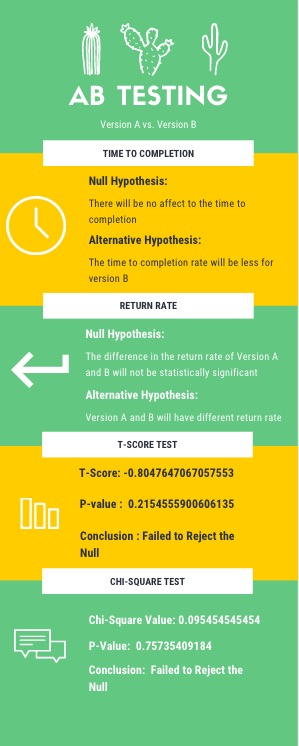 AB TESTING
Version A vs. Version B
TIME TO COMPLETION
Null Hypothesis:
There will be no affect to the time to
completion
Alternative Hypothesis:
The time to completion rate will be less for
version B
RETURN RATE
Null Hypothesis:
The difference in the return rate of Version A
and B will not be statistically significant
Alternative Hypothesis:
Version A and B will have different return rate
T-SCORE TEST
T-Score: -0.8047647067057553
P-value : 0.2154555900606135
Conclusion : Failed to Reject the
Null
CHI-SQUARE TEST
Chi-Square Value: 0.095454545454
P-Value: 0.75735409184
Conclusion: Failed to Reject the
Null